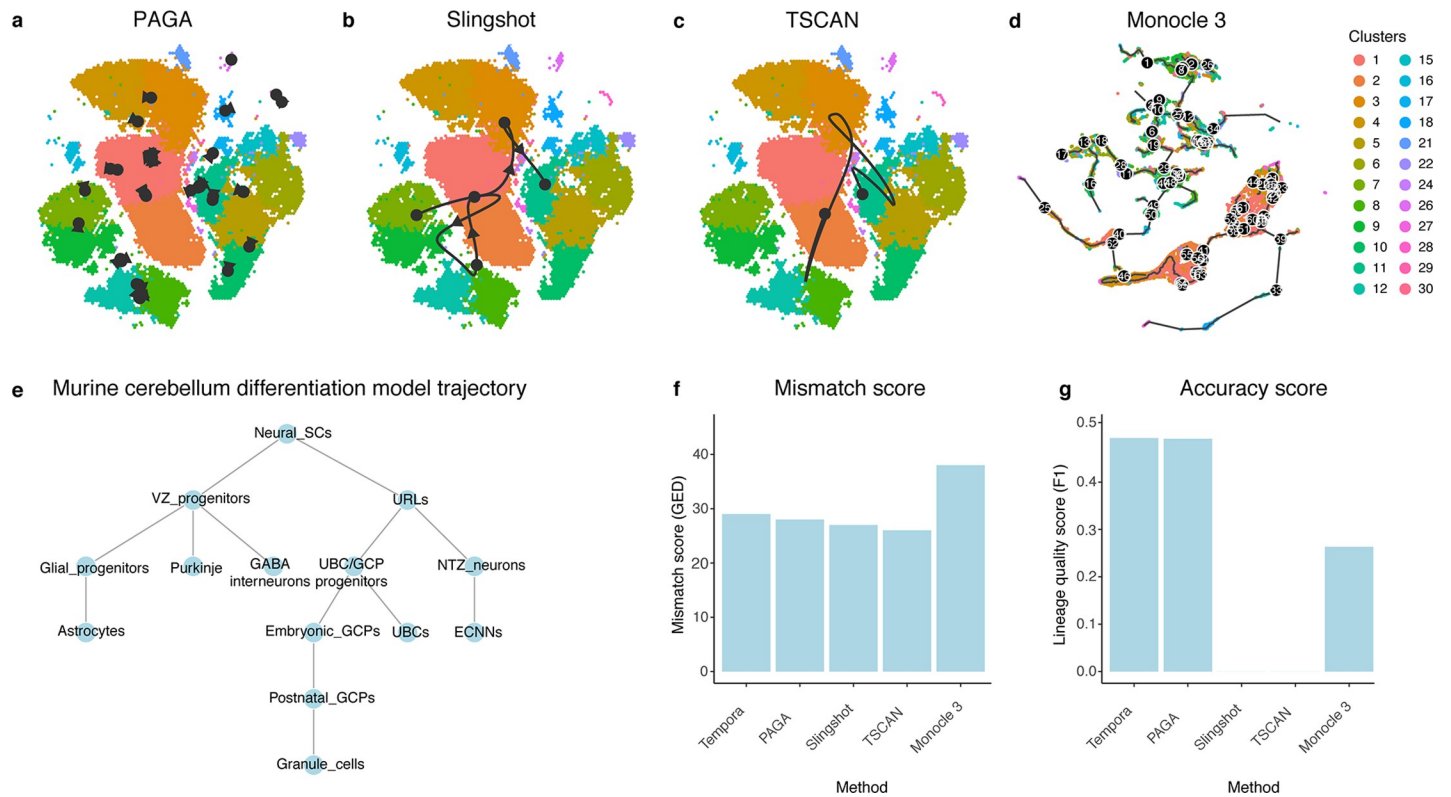 a PAGA
b Slingshot
c TSCAN
d Monocle 3
Clusters
1 15
2 16
3 17
4 18
5 21
6 22
7 24
8 26
9 27
10 28
11 29
12 30
e Murine cerebellum differentiation model trajectory
Neural_SCs
VZ_progenitors URLs
Glial_progenitors Purkinje GABA interneurons UBC/GCP progenitors NTZ_neurons
Astrocytes Embryonic_GCPs UBCs ECNNs
Postnatal_GCPs
Granule_cells
f Mismatch score
Mismatch score (GED)
40
30
20
10
0
Tempora PAGA Slingshot TSCAN Monocle 3
Method
g Accuracy score
Lineage quality score (F1)
0.5
0.4
0.3
0.2
0.1
0.0
Tempora PAGA Slingshot TSCAN Monocle 3
Method